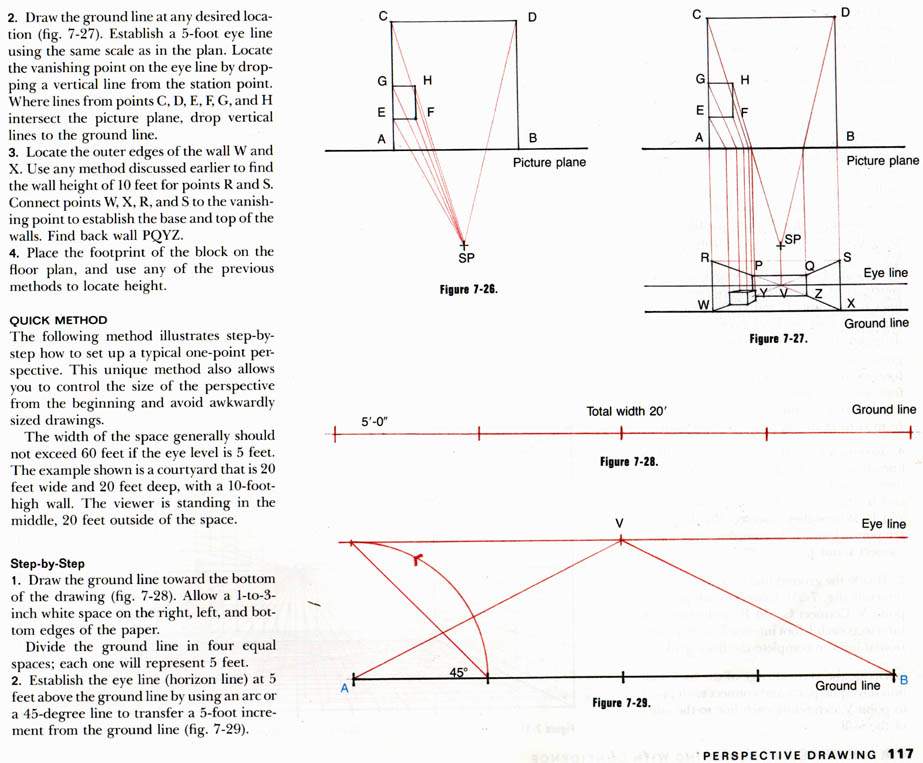 2. Draw the ground line at any desired loca-
tion (fig. 7-27). Establish a 5-foot eye line
using the same scale as in the plan. Locate
the vanishing point on the eye line by drop-
ping a vertical line from the station point.
Where lines from points C, D, E, F, G, and H
intersect the picture plane, drop vertical
lines to the ground line.
3. Locate the outer edges of the wall W and
X. Use any method discussed earlier to find
the wall height of 10 feet for points R and S.
Connect points W, X, R, and S to the vanish-
ing point to establish the base and top of the
walls. Find back wall PQYZ.
4. Place the footprint of the block on the
floor plan, and use any of the previous
methods to locate height.
QUICK METHOD
The following method illustrates step-by-
step how to set up a typical one-point per-
spective. This unique method also allows
you to control the size of the perspective
from the beginning and avoid awkwardly
sized drawings.
The width of the space generally should
not exceed 60 feet if the eye level is 5 feet.
The example shown is a courtyard that is 20
feet wide and 20 feet deep, with a 10-foot-
high wall. The viewer is standing in the
middle, 20 feet outside of the space.
Step-by-Step
1. Draw the ground line toward the bottom
of the drawing (fig. 7-28). Allow a 1-to-3-
inch white space on the right, left, and bot-
tom edges of the paper.
Divide the ground line in four equal
spaces; each one will represent 5 feet.
2. Establish the eye line (horizon line) at 5
feet above the ground line by using an arc or
a 45-degree line to transfer a 5-foot incre-
ment from the ground line (fig. 7-29).
C D
G H
E F
A B
Picture plane
SP
Figure 7-26.
C D
G H
E F
A B
Picture plane
SP
R P Q S
Eye line
Y V Z
W X
Ground line
Figure 7-27.
5'-0" Total width 20' Ground line
Figure 7-28.
V Eye line
45°
A Ground line B
Figure 7-29.
PERSPECTIVE DRAWING 117